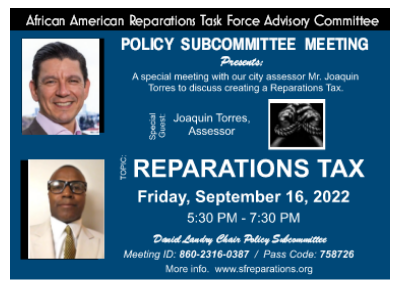 African American Reparations Task Force Advisory Committee
POLICY SUBCOMMITTEE MEETING
Presents:
A special meeting with our city assessor Mr. Joaquin
Torres to discuss creating a Reparations Tax.
Special
Guest:
Joaquin Torres,
Assessor
TOPIC:
REPARATIONS TAX
Friday, September 16, 2022
5:30 PM - 7:30 PM
Daniel Landry Chair Policy Subcommittee
Meeting ID: 860-2316-0387 / Pass Code: 758726
More info. www.sfreparations.org